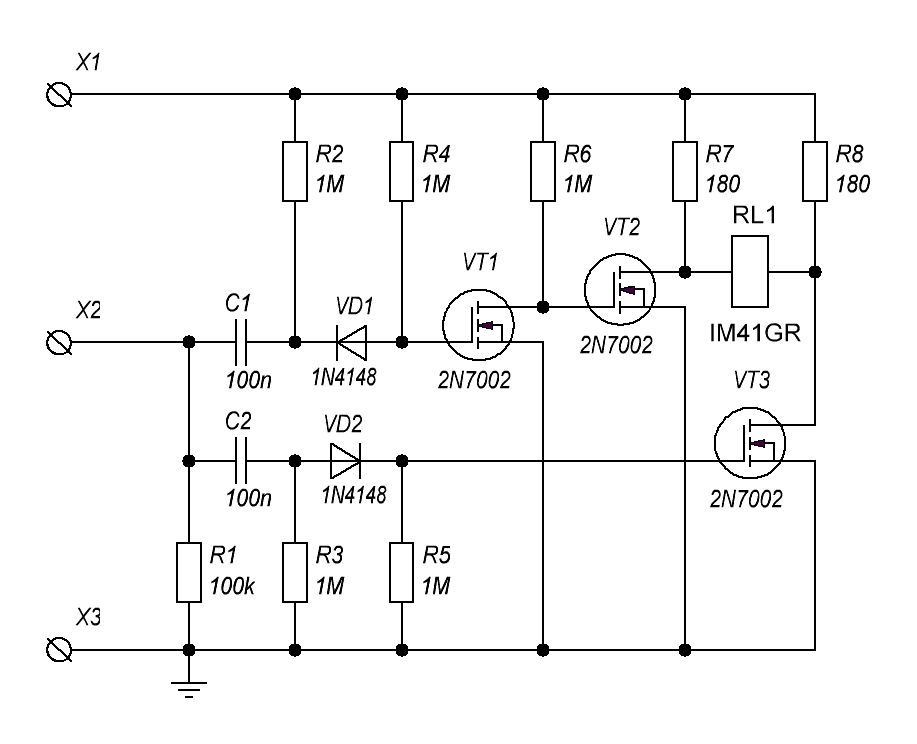 X1
R2
1M
R4
1M
R6
1M
R7
180
R8
180
RL1
IM41GR
VT2
2N7002
VT1
2N7002
X2
C1
100n
VD1
1N4148
C2
100n
VD2
1N4148
VT3
2N7002
R1
100k
R3
1M
R5
1M
X3